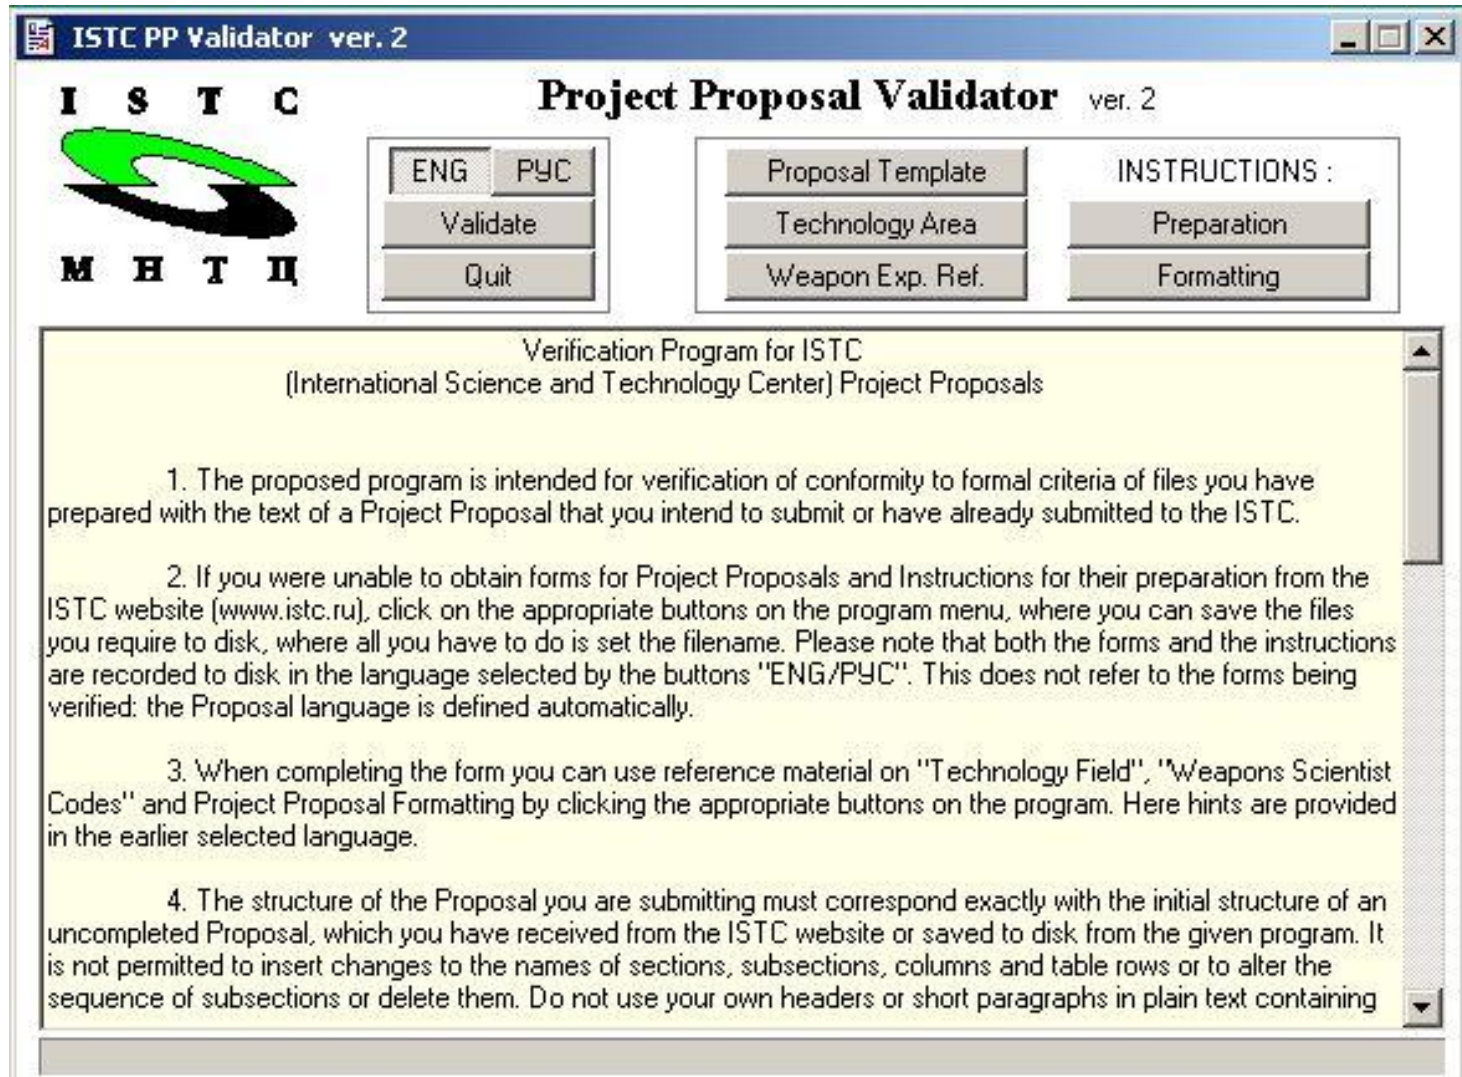 ISTC PP Validator ver. 2
I S T C
Project Proposal Validator ver. 2
ENG РУС
Proposal Template
INSTRUCTIONS :
Validate
Technology Area
Preparation
М Н Т Ц
Quit
Weapon Exp. Ref.
Formatting
Verification Program for ISTC
(International Science and Technology Center) Project Proposals
1. The proposed program is intended for verification of conformity to formal criteria of files you have
prepared with the text of a Project Proposal that you intend to submit or have already submitted to the ISTC.
2. If you were unable to obtain forms for Project Proposals and Instructions for their preparation from the
ISTC website (www.istc.ru), click on the appropriate buttons on the program menu, where you can save the files
you require to disk, where all you have to do is set the filename. Please note that both the forms and the instructions
are recorded to disk in the language selected by the buttons "ENG/РУС". This does not refer to the forms being
verified: the Proposal language is defined automatically.
3. When completing the form you can use reference material on "Technology Field", "Weapons Scientist
Codes" and Project Proposal Formatting by clicking the appropriate buttons on the program. Here hints are provided
in the earlier selected language.
4. The structure of the Proposal you are submitting must correspond exactly with the initial structure of an
uncompleted Proposal, which you have received from the ISTC website or saved to disk from the given program. It
is not permitted to insert changes to the names of sections, subsections, columns and table rows or to alter the
sequence of subsections or delete them. Do not use your own headers or short paragraphs in plain text containing